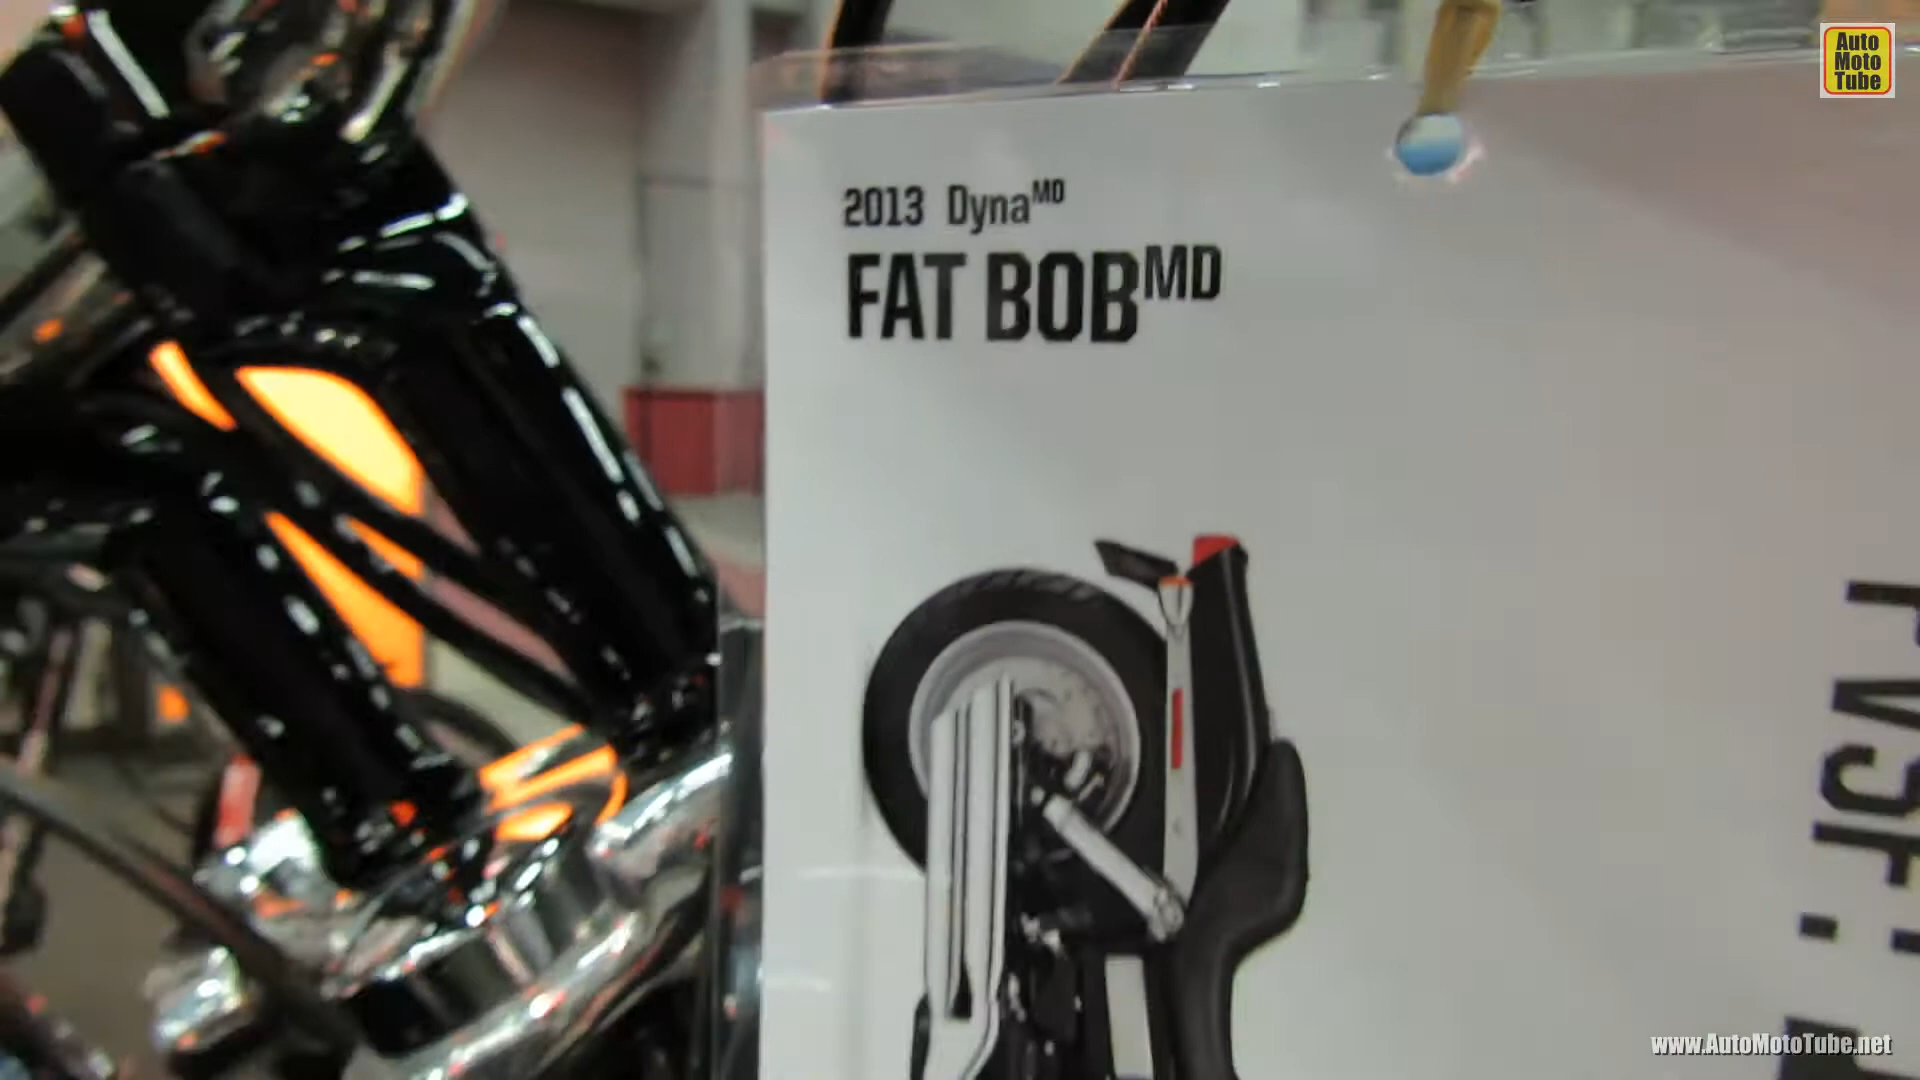 Auto
Moto
Tube
2013 Dyna MD
FAT BOB MD
www.AutoMotoTube.net